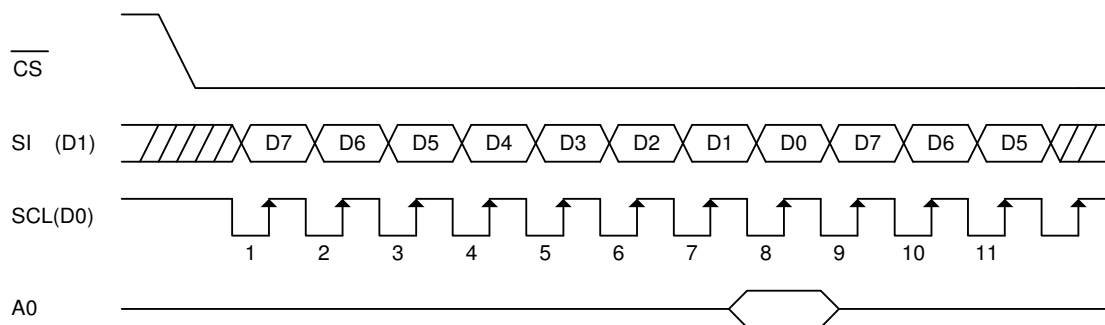 CS
SI (D1) D7 D6 D5 D4 D3 D2 D1 D0 D7 D6 D5
SCL(D0)
1 2 3 4 5 6 7 8 9 10 11
A0